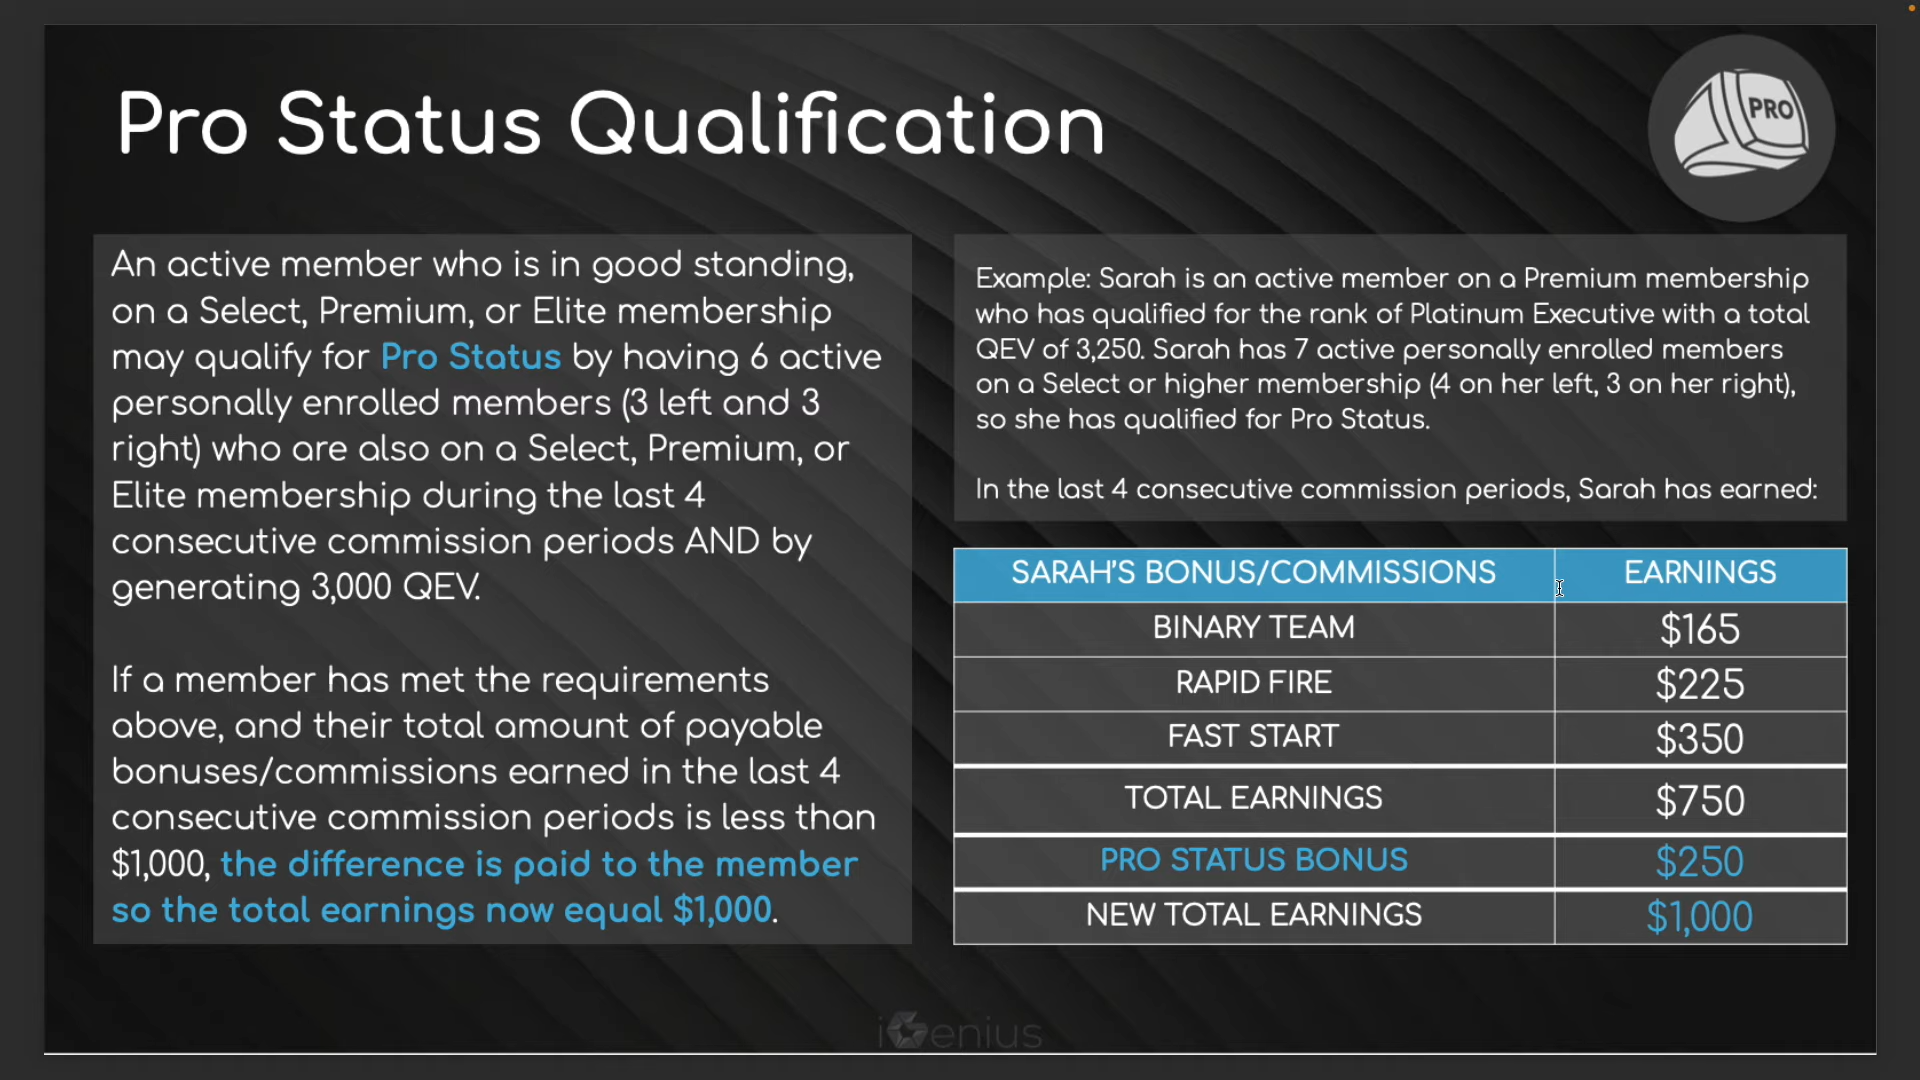 Pro Status Qualification
PRO
An active member who is in good standing,
on a Select, Premium, or Elite membership
may qualify for Pro Status by having 6 active
personally enrolled members (3 left and 3
right) who are also on a Select, Premium, or
Elite membership during the last 4
consecutive commission periods AND by
generating 3,000 QEV.
If a member has met the requirements
above, and their total amount of payable
bonuses/commissions earned in the last 4
consecutive commission periods is less than
$1,000, the difference is paid to the member
so the total earnings now equal $1,000.
Example: Sarah is an active member on a Premium membership
who has qualified for the rank of Platinum Executive with a total
QEV of 3,250. Sarah has 7 active personally enrolled members
on a Select or higher membership (4 on her left, 3 on her right),
so she has qualified for Pro Status.
In the last 4 consecutive commission periods, Sarah has earned:
SARAH'S BONUS/COMMISSIONS EARNINGS
BINARY TEAM $165
RAPID FIRE $225
FAST START $350
TOTAL EARNINGS $750
PRO STATUS BONUS $250
NEW TOTAL EARNINGS $1,000
iGenius